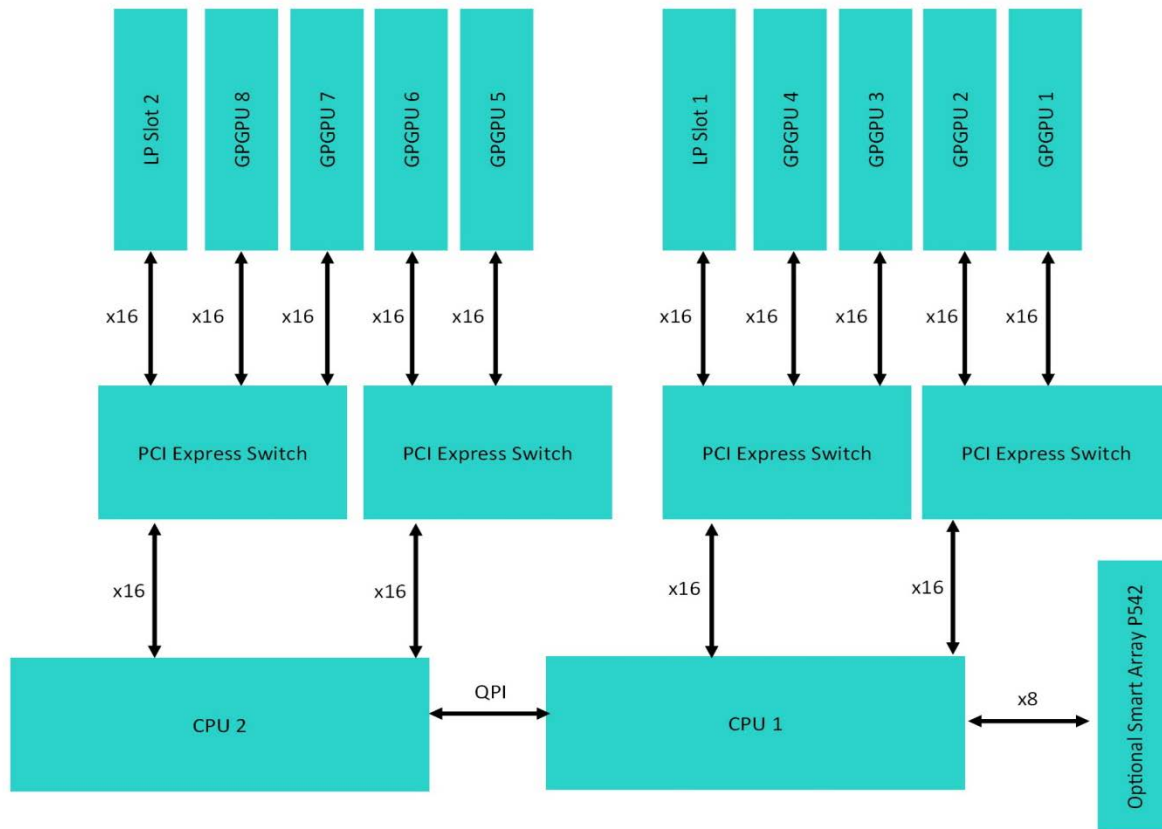 LP Slot 2
GPGPU 8
GPGPU 7
GPGPU 6
GPGPU 5
LP Slot 1
GPGPU 4
GPGPU 3
GPGPU 2
GPGPU 1
x16
x16
x16
x16
x16
x16
x16
x16
x16
x16
PCI Express Switch
PCI Express Switch
PCI Express Switch
PCI Express Switch
x16
x16
x16
x16
CPU 2
QPI
CPU 1
x8
Optional Smart Array P542